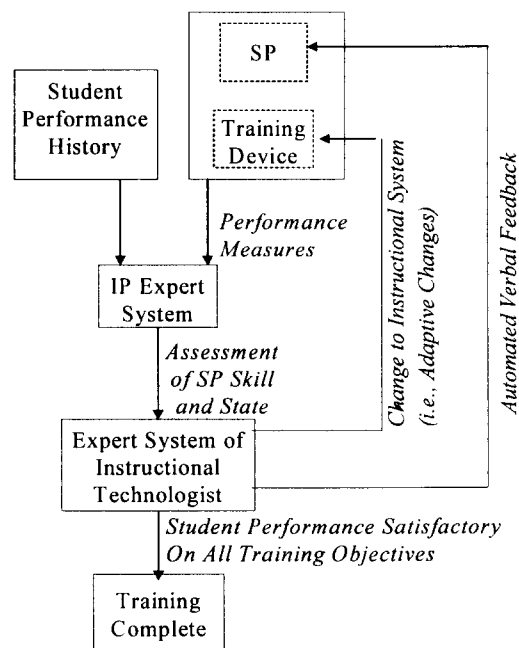 SP
Student
Performance
History
Training
Device
Performance
Measures
IP Expert
System
Assessment
of SP Skill
and State
Change to Instructional System
(i.e., Adaptive Changes)
Automated Verbal Feedback
Expert System of
Instructional
Technologist
Student Performance Satisfactory
On All Training Objectives
Training
Complete